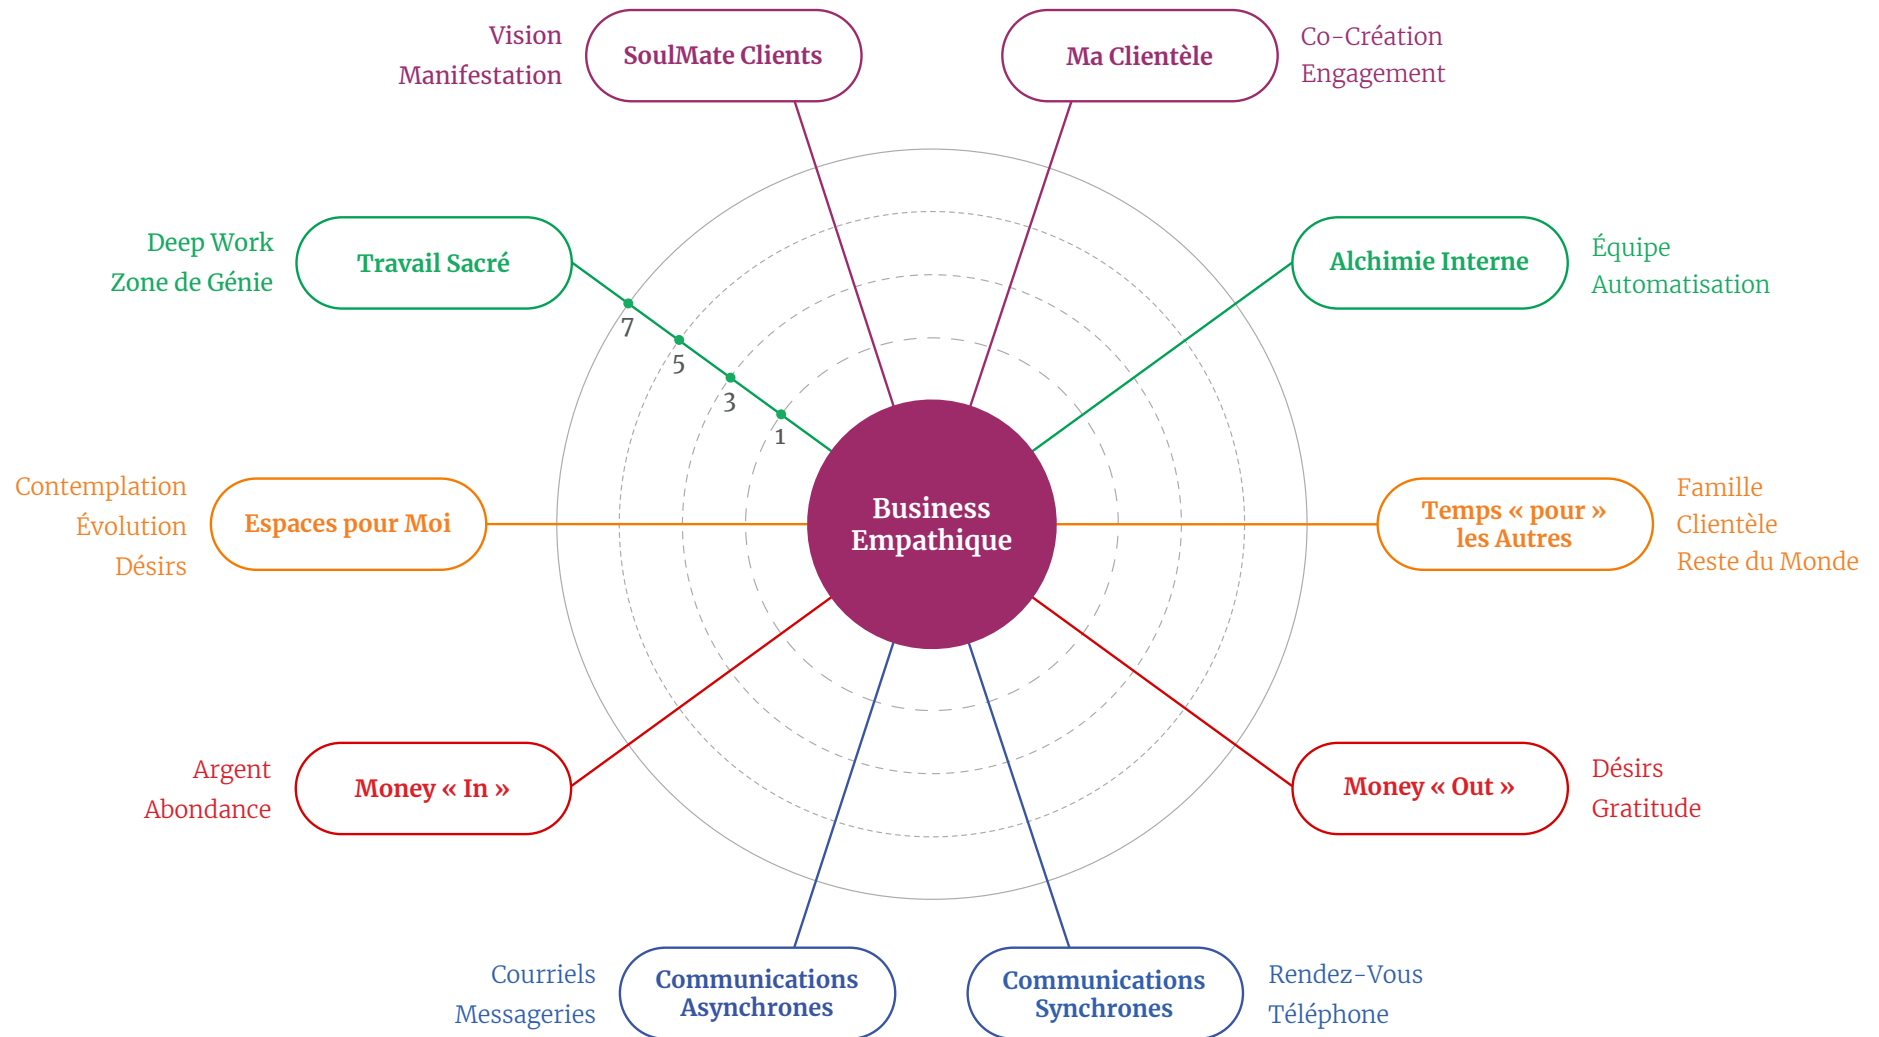 Vision
Manifestation
SoulMate Clients
Ma Clientèle
Co-Création
Engagement
Deep Work
Zone de Génie
Travail Sacré
Alchimie Interne
Équipe
Automatisation
7
5
3
1
Contemplation
Évolution
Désirs
Espaces pour Moi
Business
Empathique
Temps « pour »
les Autres
Famille
Clientèle
Reste du Monde
Argent
Abondance
Money « In »
Money « Out »
Désirs
Gratitude
Courriels
Messageries
Communications
Asynchrones
Communications
Synchrones
Rendez-Vous
Téléphone